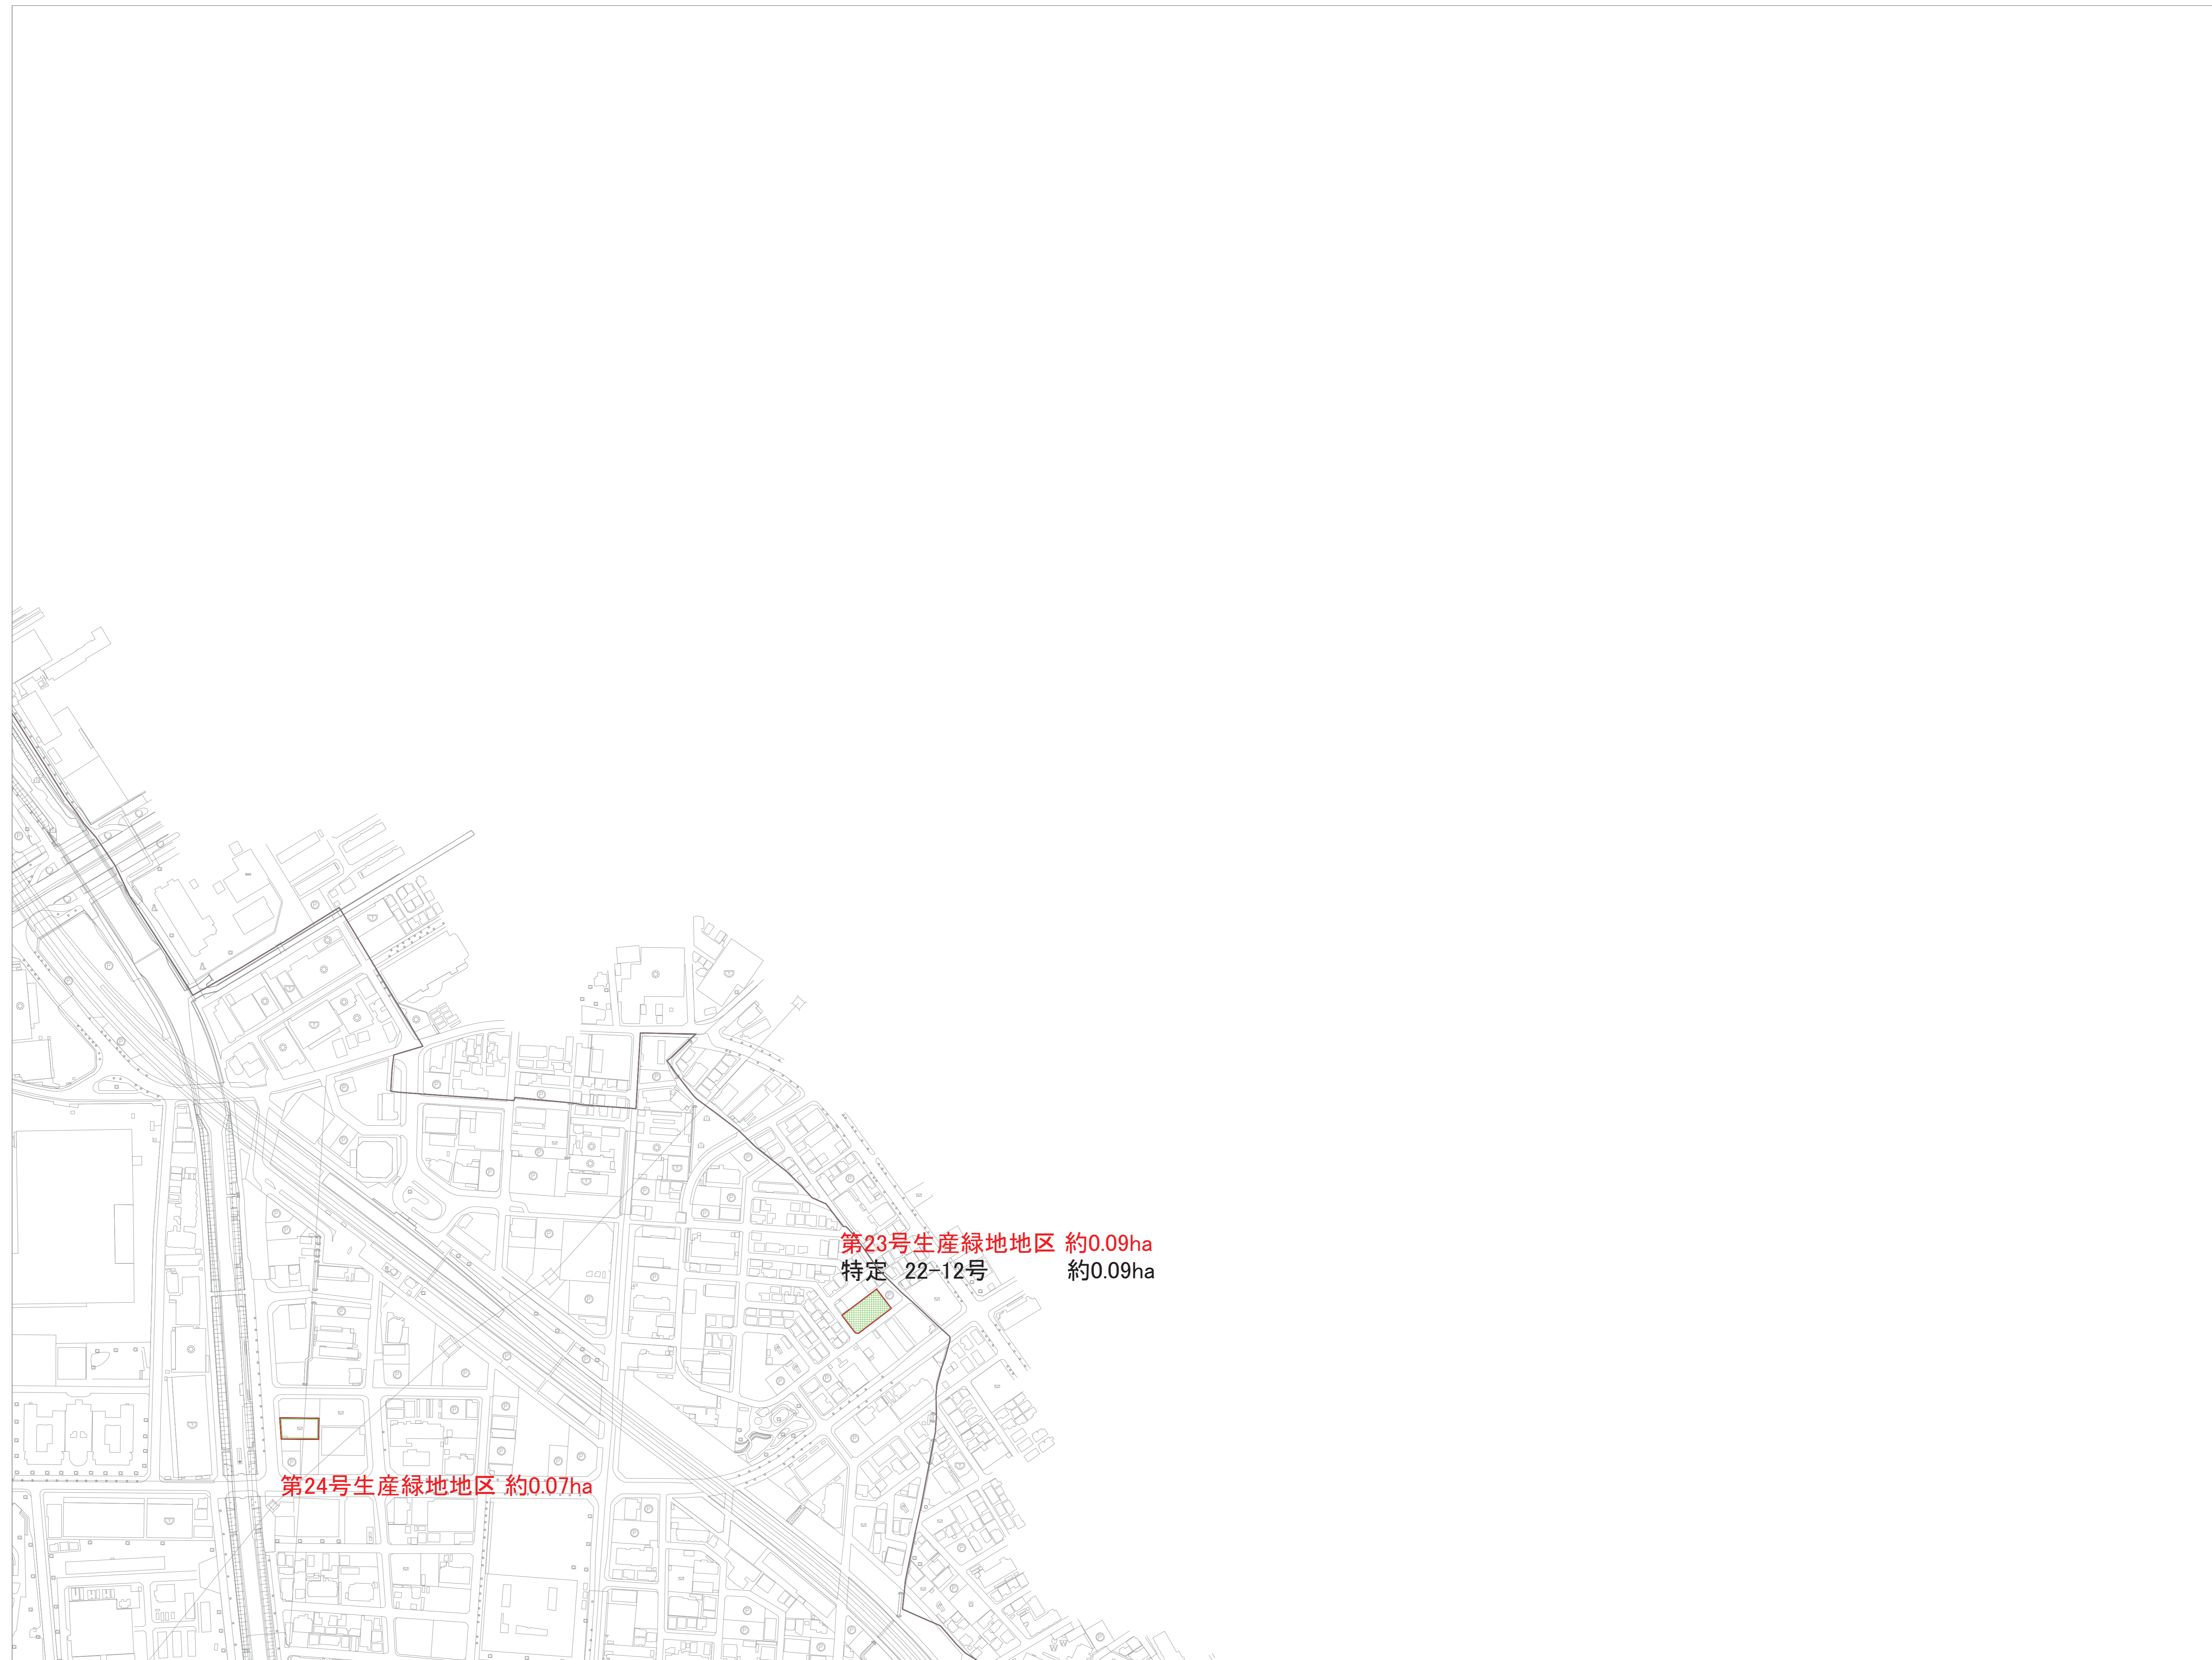 第23号生産緑地地区 約0.09ha
特定 22-12号 約0.09ha
第24号生産緑地地区 約0.07ha